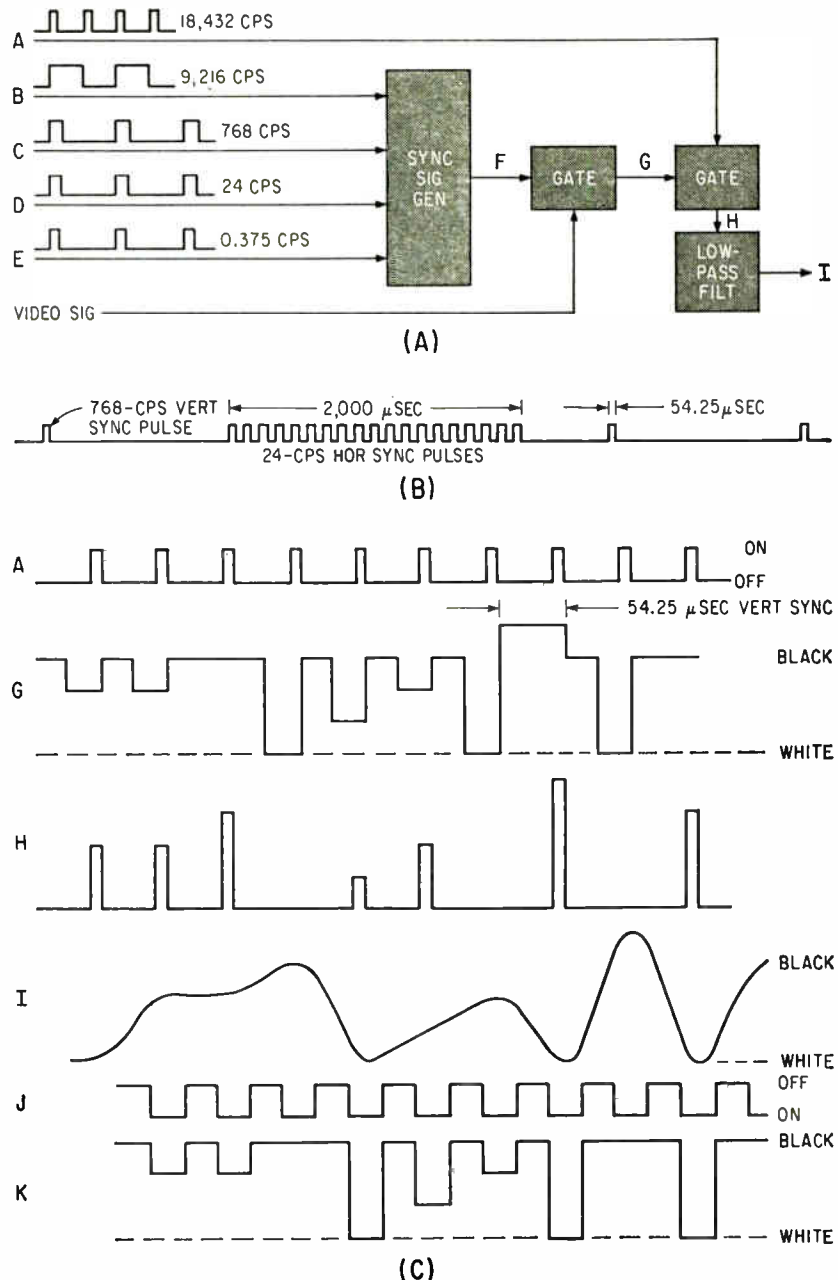 A
18,432 CPS
B
9,216 CPS
C
768 CPS
D
24 CPS
E
0.375 CPS
VIDEO SIG
SYNC
SIG
GEN
F
GATE
G
GATE
H
LOW-
PASS
FILT
I
(A)
768-CPS VERT
SYNC PULSE
2,000 μSEC
54.25 μSEC
24-CPS HOR SYNC PULSES
(B)
A
ON
OFF
54.25 μSEC VERT SYNC
G
BLACK
WHITE
H
I
BLACK
WHITE
J
OFF
ON
K
BLACK
WHITE
(C)